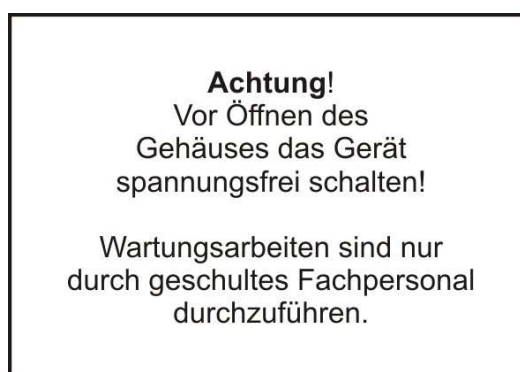 Achtung!
Vor Öffnen des
Gehäuses das Gerät
spannungsfrei schalten!
Wartungsarbeiten sind nur
durch geschultes Fachpersonal
durchzuführen.